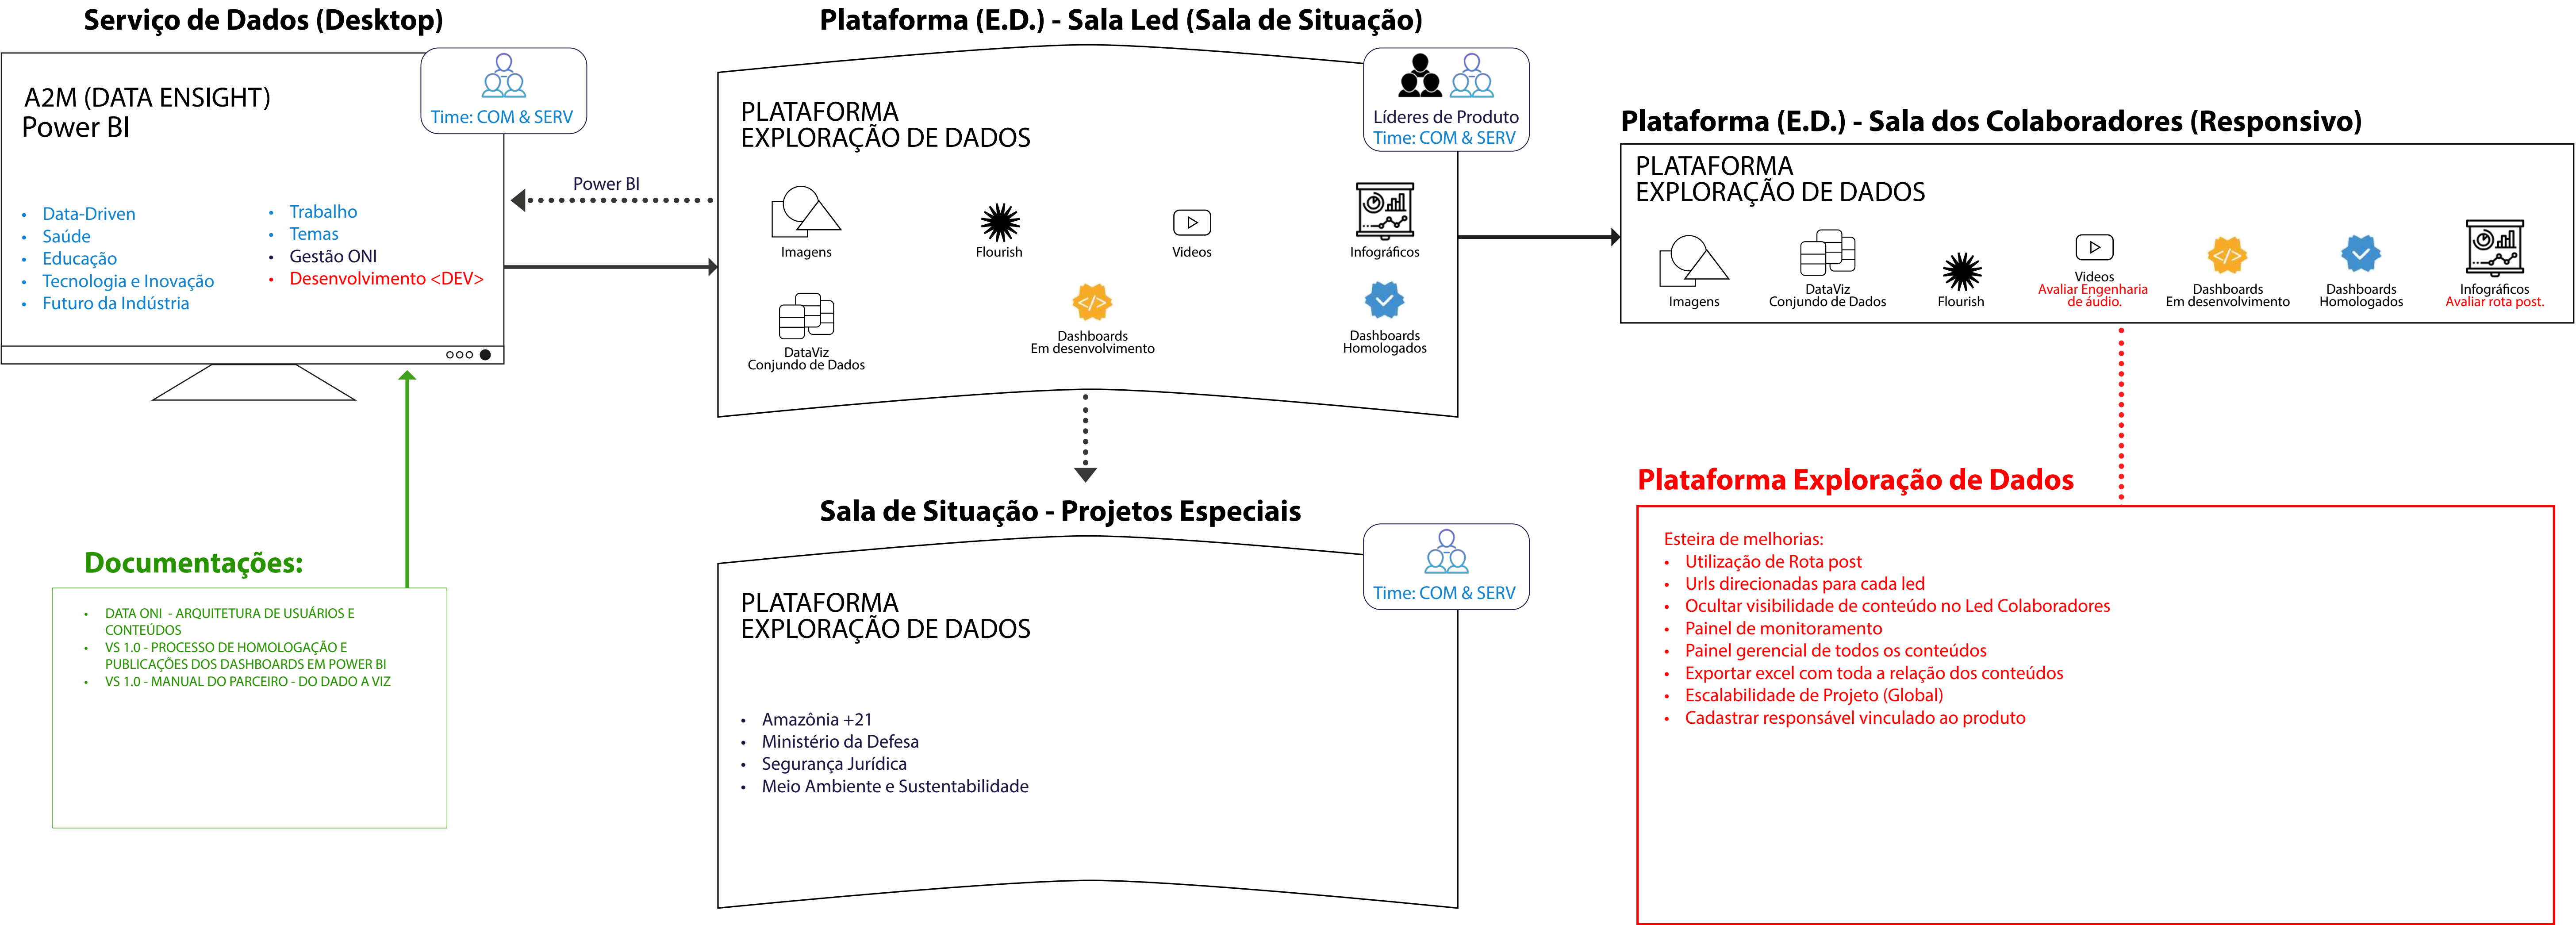 Serviço de Dados (Desktop)
A2M (DATA ENSIGHT)
Power BI
Time: COM & SERV
• Data-Driven
• Saúde
• Educação
• Tecnologia e Inovação
• Futuro da Indústria
• Trabalho
• Temas
• Gestão ONI
• Desenvolvimento <DEV>
Power BI
Plataforma (E.D.) - Sala Led (Sala de Situação)
Líderes de Produto
Time: COM & SERV
PLATAFORMA
EXPLORAÇÃO DE DADOS
Imagens
Flourish
Videos
Infográficos
DataViz
Conjundo de Dados
Dashboards
Em desenvolvimento
Dashboards
Homologados
Plataforma (E.D.) - Sala dos Colaboradores (Responsivo)
PLATAFORMA
EXPLORAÇÃO DE DADOS
Imagens
DataViz
Conjunto de Dados
Flourish
Videos
Avaliar Engenharia
de áudio.
Dashboards
Em desenvolvimento
Dashboards
Homologados
Infográficos
Avaliar rota post.
Documentações:
• DATA ONI - ARQUITETURA DE USUÁRIOS E
CONTEÚDOS
• VS 1.0 - PROCESSO DE HOMOLOGAÇÃO E
PUBLICAÇÕES DOS DASHBOARDS EM POWER BI
• VS 1.0 - MANUAL DO PARCEIRO - DO DADO A VIZ
Sala de Situação - Projetos Especiais
Time: COM & SERV
PLATAFORMA
EXPLORAÇÃO DE DADOS
• Amazônia +21
• Ministério da Defesa
• Segurança Jurídica
• Meio Ambiente e Sustentabilidade
Plataforma Exploração de Dados
Esteira de melhorias:
• Utilização de Rota post
• Urls direcionadas para cada led
• Ocultar visibilidade de conteúdo no Led Colaboradores
• Painel de monitoramento
• Painel gerencial de todos os conteúdos
• Exportar excel com toda a relação dos conteúdos
• Escalabilidade de Projeto (Global)
• Cadastrar responsável vinculado ao produto